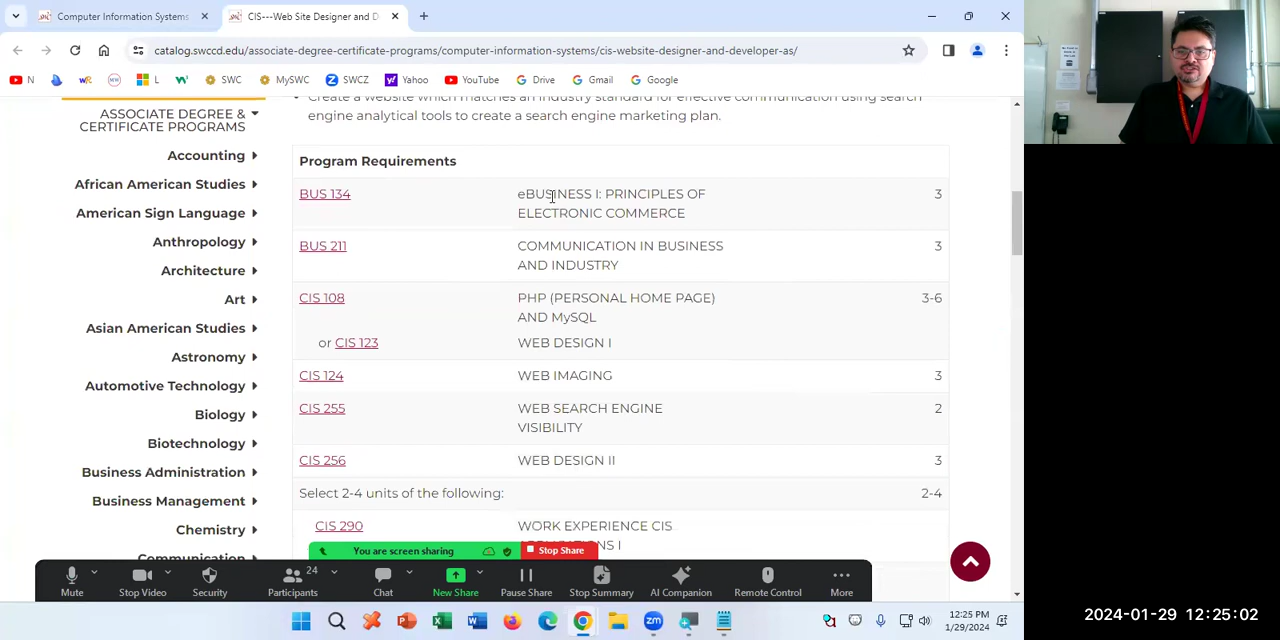 Computer Information Systems
CIS---Web Site Designer and D
catalog.swccd.edu/associate-degree-certificate-programs/computer-information-systems/cis-website-designer-and-developer-as/
N
L
SWC
MySWC
Yahoo
Drive
Gmail
Google
Create a website which matches an industry standard for effective communication using search
engine analytical tools to create a search engine marketing plan.
ASSOCIATE DEGREE &
CERTIFICATE PROGRAMS
Accounting
African American Studies
American Sign Language
Anthropology
Architecture
Art
Asian American Studies
Astronomy
Automotive Technology
Biology
Biotechnology
Business Administration
Business Management
Chemistry
Communication
Program Requirements
BUS 134 eBUSINESS I: PRINCIPLES OF 3
ELECTRONIC COMMERCE
BUS 211 COMMUNICATION IN BUSINESS 3
AND INDUSTRY
CIS 108 PHP (PERSONAL HOME PAGE) 3-6
AND MySQL
or CIS 123 WEB DESIGN I
CIS 124 WEB IMAGING 3
CIS 255 WEB SEARCH ENGINE 2
VISIBILITY
CIS 256 WEB DESIGN II 3
Select 2-4 units of the following: 2-4
CIS 290 WORK EXPERIENCE CIS
You are screen sharing Stop Share
24
Mute Stop Video Security Participants Chat New Share Pause Share Stop Summary AI Companion Remote Control More
12:25 PM
1/29/2024
2024-01-29 12:25:02